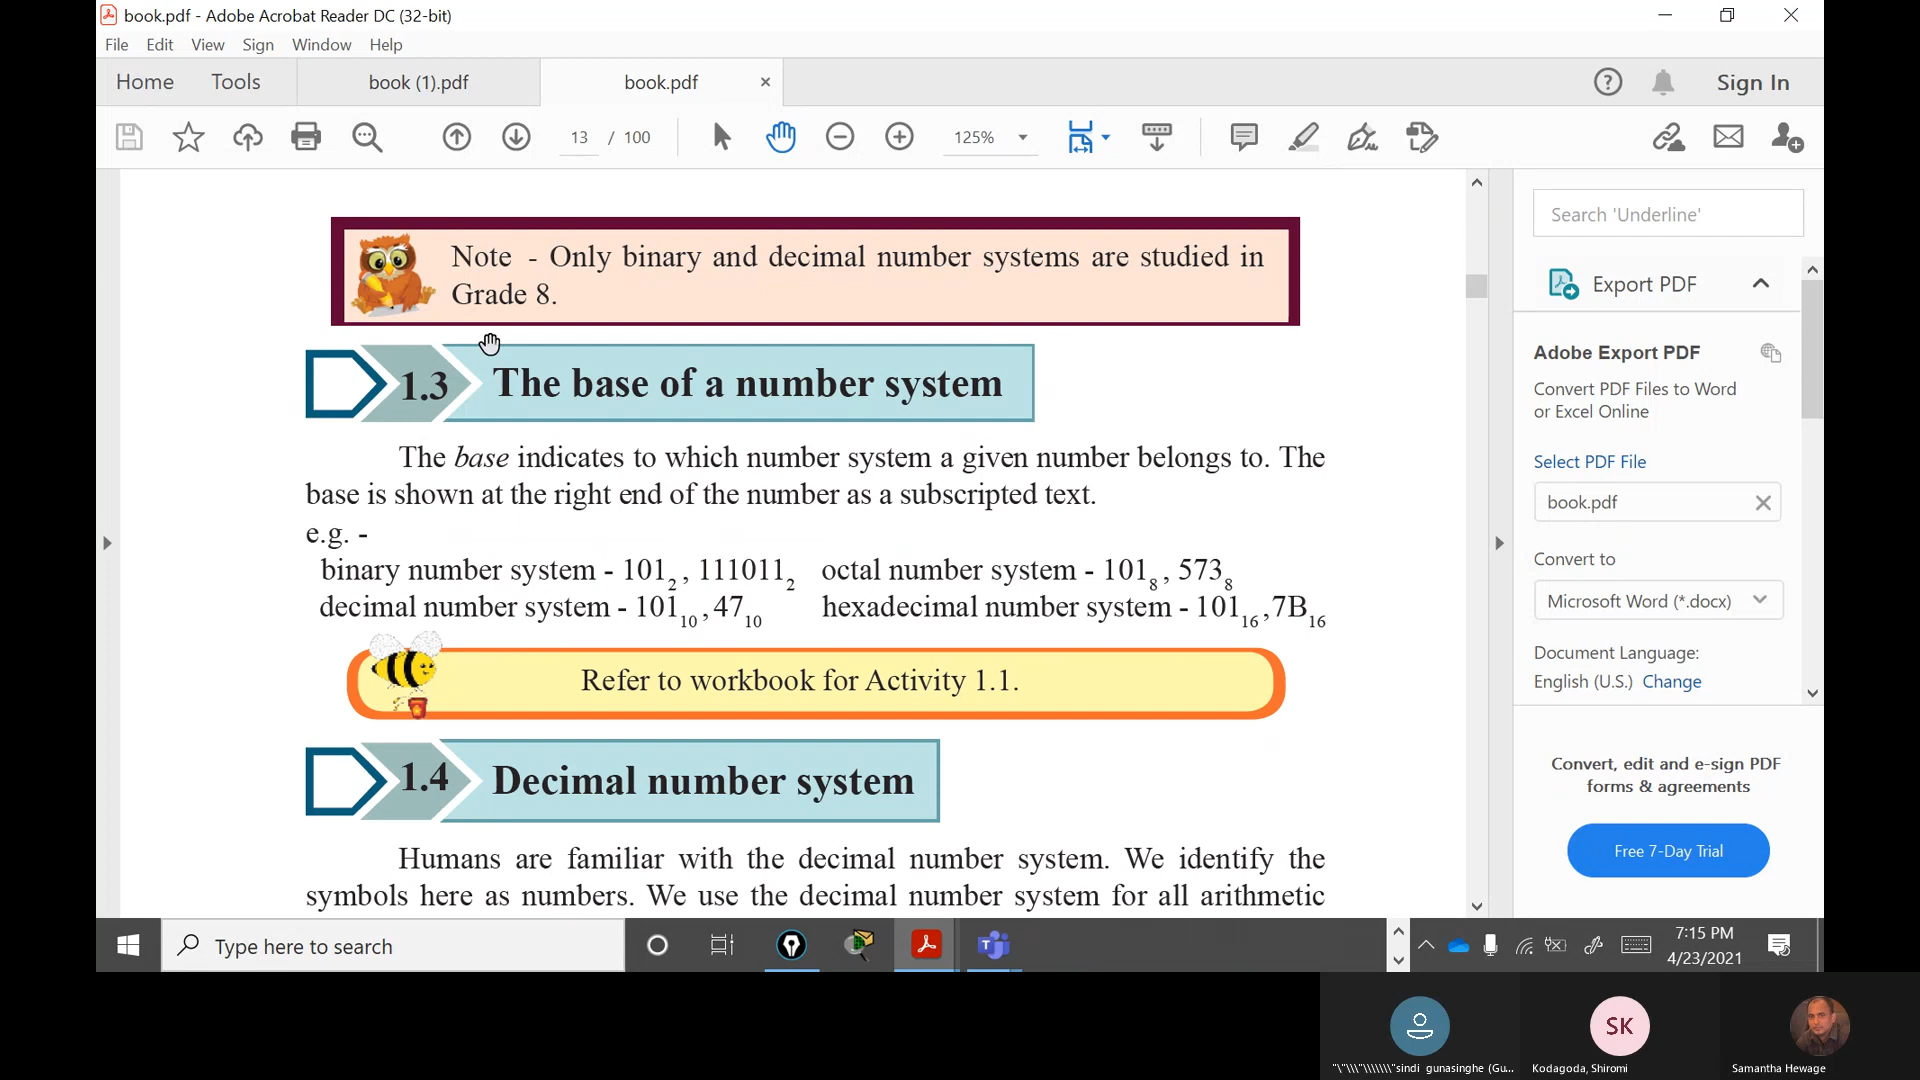 book.pdf - Adobe Acrobat Reader DC (32-bit)
File Edit View Sign Window Help
Home Tools book (1).pdf book.pdf × Sign In
13 / 100 125%
Note - Only binary and decimal number systems are studied in
Grade 8.
1.3 The base of a number system
The base indicates to which number system a given number belongs to. The
base is shown at the right end of the number as a subscripted text.
e.g. -
binary number system - 101₂ , 111011₂ octal number system - 101₈ , 573₈
decimal number system - 101₁₀ , 47₁₀ hexadecimal number system - 101₁₆ ,7B₁₆
Refer to workbook for Activity 1.1.
1.4 Decimal number system
Humans are familiar with the decimal number system. We identify the
symbols here as numbers. We use the decimal number system for all arithmetic
Search 'Underline'
Export PDF
Adobe Export PDF
Convert PDF Files to Word
or Excel Online
Select PDF File
book.pdf
Convert to
Microsoft Word (*.docx)
Document Language:
English (U.S.) Change
Convert, edit and e-sign PDF
forms & agreements
Free 7-Day Trial
Type here to search
7:15 PM
4/23/2021
SK
"\"\\\"\\\\\\\"sindi gunasinghe (Gu... Kodagoda, Shiromi Samantha Hewage